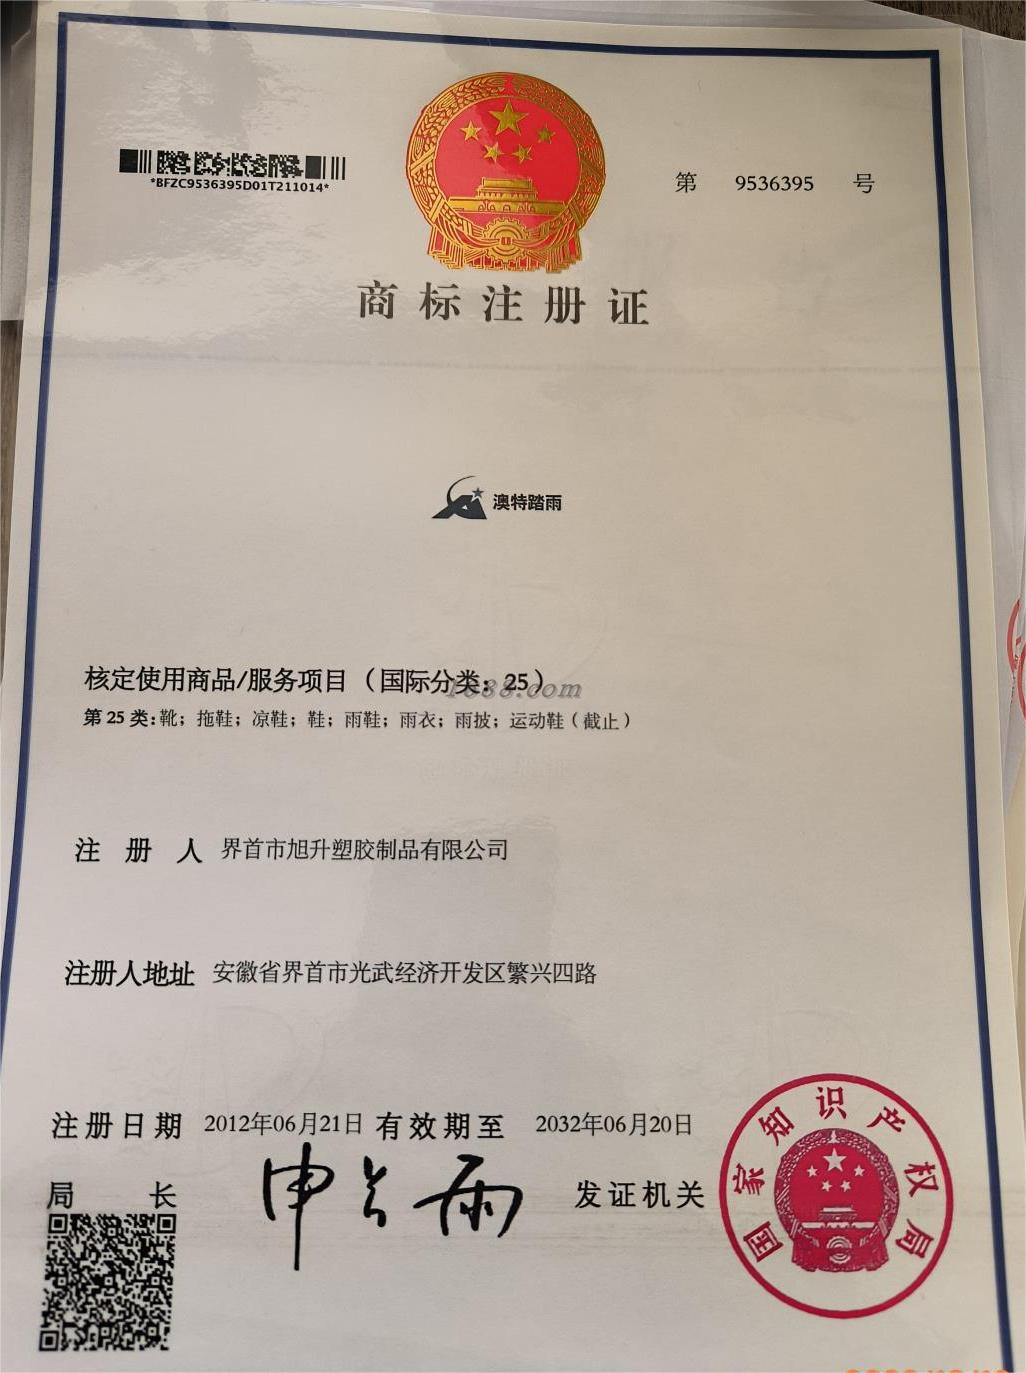 *BFZC9536395D01T211014*
第 9536395 号
商标注册证
澳特踏雨
核定使用商品/服务项目（国际分类：25）
1688.com
第25类：靴；拖鞋；凉鞋；鞋；雨鞋；雨衣；雨披；运动鞋（截止）
注册人 界首市旭升塑胶制品有限公司
注册人地址 安徽省界首市光武经济开发区繁兴四路
注册日期 2012年06月21日 有效期至 2032年06月20日
局长 申长雨 发证机关
国家知识产权局